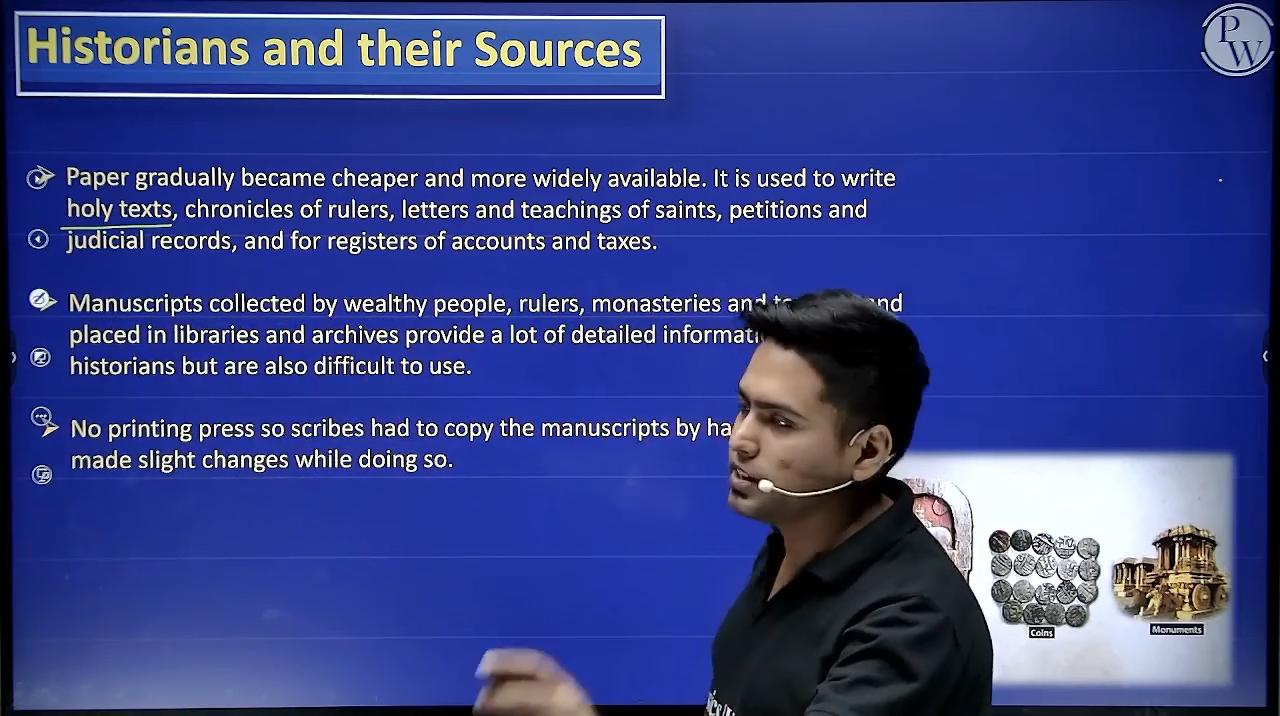 Historians and their Sources
P
W
Paper gradually became cheaper and more widely available. It is used to write
holy texts, chronicles of rulers, letters and teachings of saints, petitions and
judicial records, and for registers of accounts and taxes.
Manuscripts collected by wealthy people, rulers, monasteries and
placed in libraries and archives provide a lot of detailed
historians but are also difficult to use.
No printing press so scribes had to copy the manuscripts by
made slight changes while doing so.
Coins
Monuments